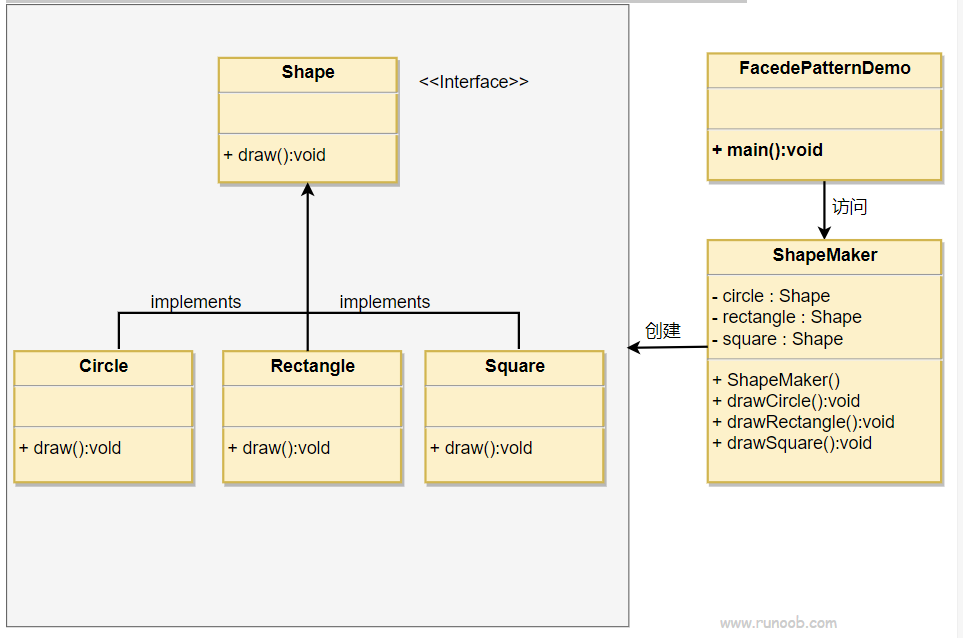 Shape
<<Interface>>
+ draw():void
implements
implements
Circle
+ draw():vold
Rectangle
+ draw():vold
Square
+ draw():vold
FacedePatternDemo
+ main():void
访问
ShapeMaker
- circle : Shape
- rectangle : Shape
- square : Shape
+ ShapeMaker()
+ drawCircle():void
+ drawRectangle():void
+ drawSquare():void
创建
www.runoob.com